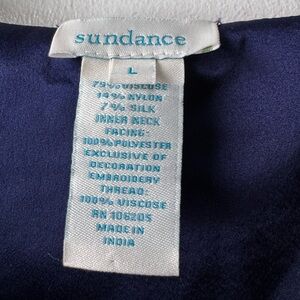 sundance
L
79% VISCOSE
14% NYLON
7% SILK
INNER NECK
FACING:
100% POLYESTER
EXCLUSIVE OF
DECORATION
EMBROIDERY
THREAD:
100% VISCOSE
RN 106205
MADE IN
INDIA